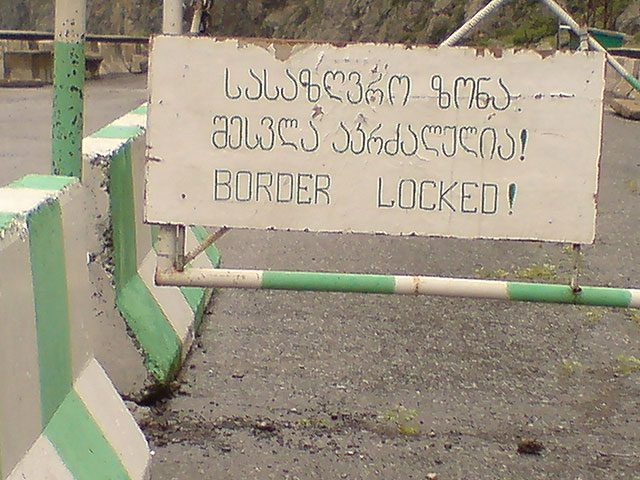 სასაზღვრო ზონა.
შესვლა აკრძალულია!
BORDER LOCKED!